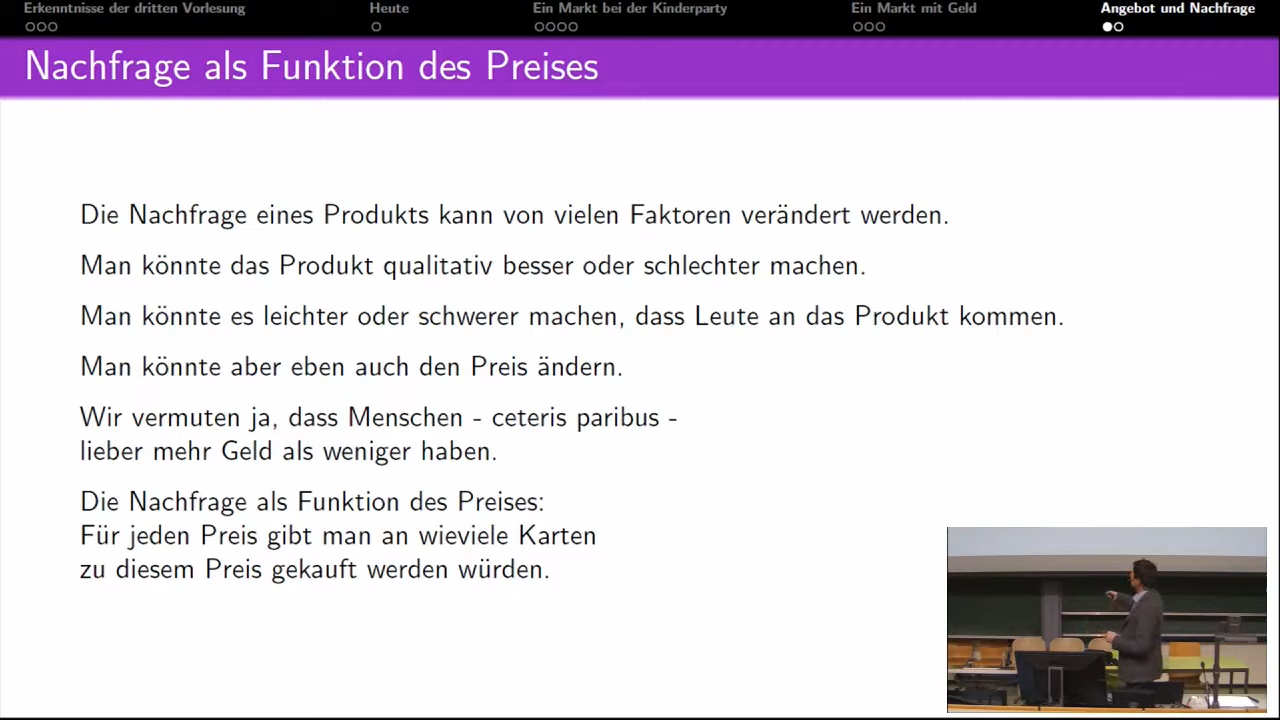 Erkenntnisse der dritten Vorlesung
Heute
Ein Markt bei der Kinderparty
Ein Markt mit Geld
Angebot und Nachfrage
Nachfrage als Funktion des Preises
Die Nachfrage eines Produkts kann von vielen Faktoren verändert werden.
Man könnte das Produkt qualitativ besser oder schlechter machen.
Man könnte es leichter oder schwerer machen, dass Leute an das Produkt kommen.
Man könnte aber eben auch den Preis ändern.
Wir vermuten ja, dass Menschen - ceteris paribus -
lieber mehr Geld als weniger haben.
Die Nachfrage als Funktion des Preises:
Für jeden Preis gibt man an wieviele Karten
zu diesem Preis gekauft werden würden.